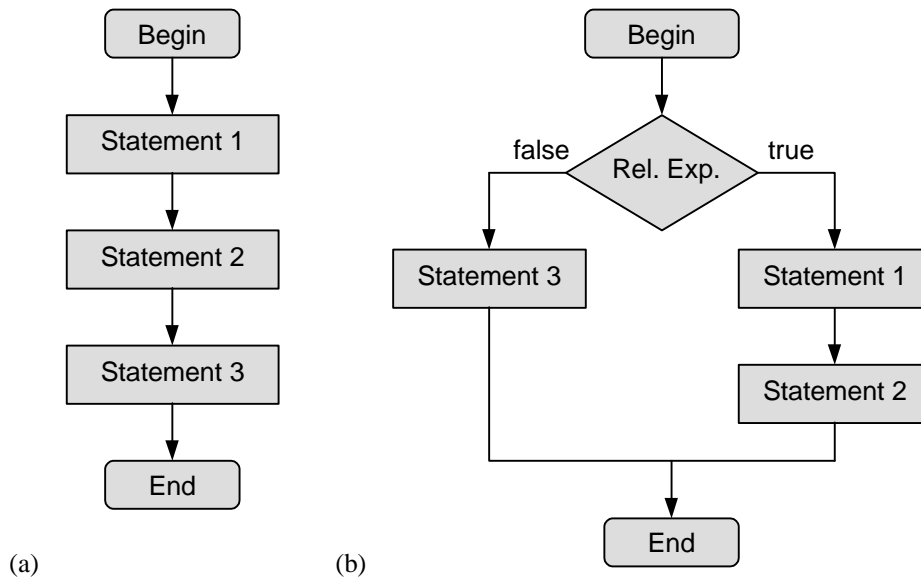 Begin
Statement 1
Statement 2
Statement 3
End
(a)
Begin
false
Rel. Exp.
true
Statement 3
Statement 1
Statement 2
End
(b)